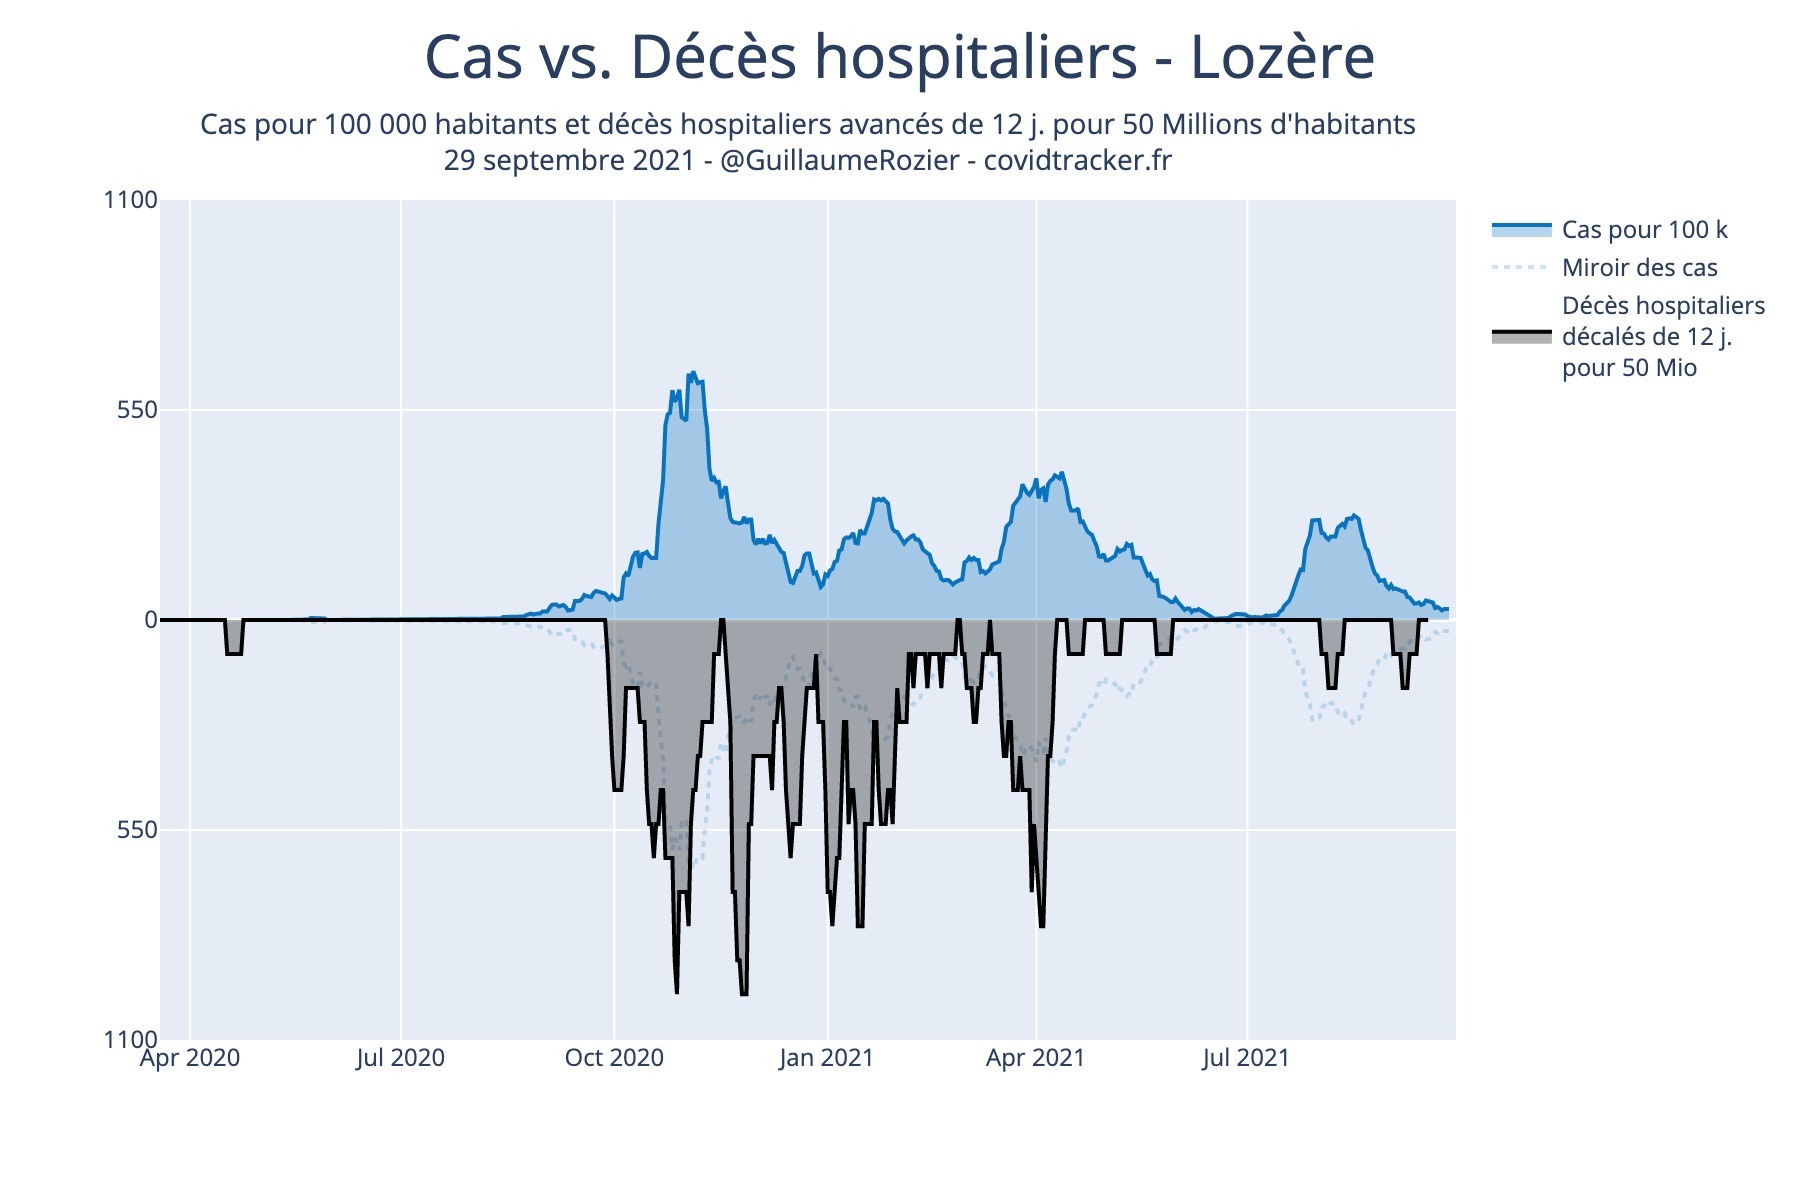 Cas vs. Décès hospitaliers - Lozère
Cas pour 100 000 habitants et décès hospitaliers avancés de 12 j. pour 50 Millions d'habitants
29 septembre 2021 - @GuillaumeRozier - covidtracker.fr
1100
550
0
550
1100
Apr 2020
Jul 2020
Oct 2020
Jan 2021
Apr 2021
Jul 2021
Cas pour 100 k
Miroir des cas
Décès hospitaliers
décalés de 12 j.
pour 50 Mio